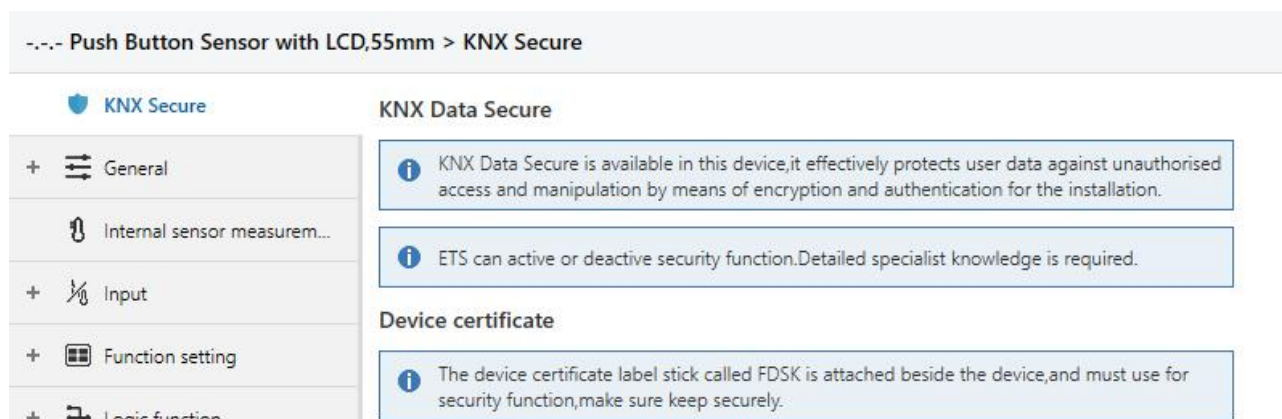 -.-.- Push Button Sensor with LCD,55mm > KNX Secure
KNX Secure
General
Internal sensor measurem...
Input
Function setting
Logic function
KNX Data Secure
KNX Data Secure is available in this device,it effectively protects user data against unauthorised
access and manipulation by means of encryption and authentication for the installation.
ETS can active or deactive security function.Detailed specialist knowledge is required.
Device certificate
The device certificate label stick called FDSK is attached beside the device,and must use for
security function,make sure keep securely.